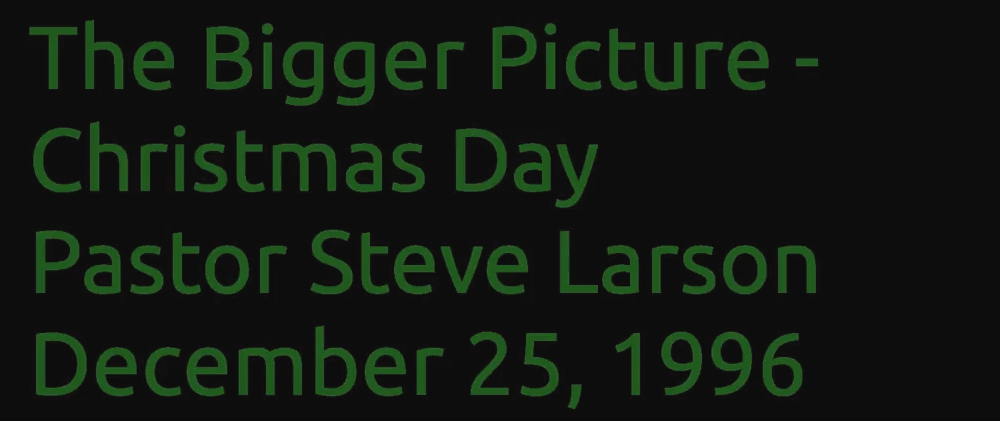 The Bigger Picture -
Christmas Day
Pastor Steve Larson
December 25, 1996